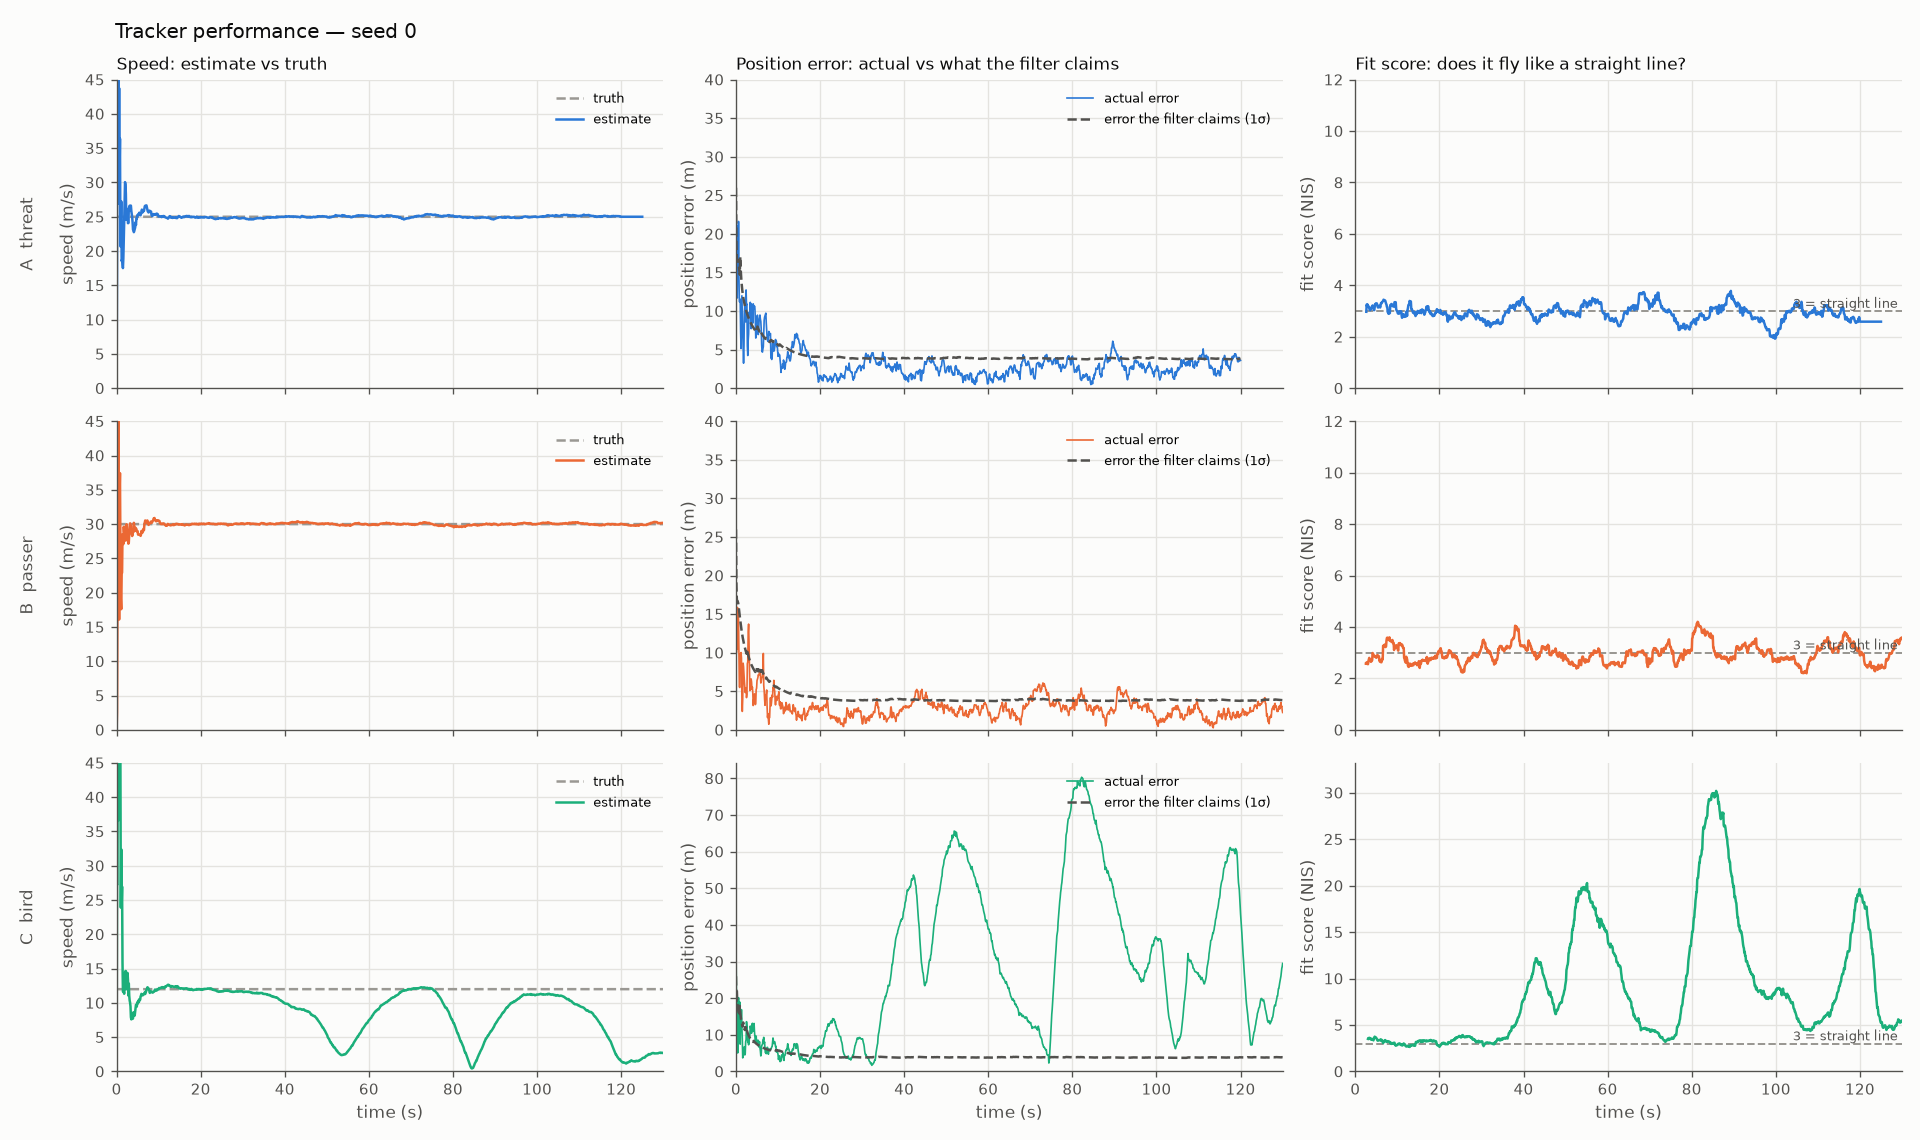 Tracker performance — seed 0
Speed: estimate vs truth
Position error: actual vs what the filter claims
Fit score: does it fly like a straight line?
A threat
speed (m/s)
45
40
35
30
25
20
15
10
5
0
truth
estimate
position error (m)
40
35
30
25
20
15
10
5
0
actual error
error the filter claims (1σ)
fit score (NIS)
12
10
8
6
4
2
0
3 = straight line
B passer
speed (m/s)
45
40
35
30
25
20
15
10
5
0
truth
estimate
position error (m)
40
35
30
25
20
15
10
5
0
actual error
error the filter claims (1σ)
fit score (NIS)
12
10
8
6
4
2
0
3 = straight line
C bird
speed (m/s)
45
40
35
30
25
20
15
10
5
0
truth
estimate
0 20 40 60 80 100 120
time (s)
position error (m)
80
70
60
50
40
30
20
10
0
actual error
error the filter claims (1σ)
0 20 40 60 80 100 120
time (s)
fit score (NIS)
30
25
20
15
10
5
0
3 = straight line
0 20 40 60 80 100 120
time (s)